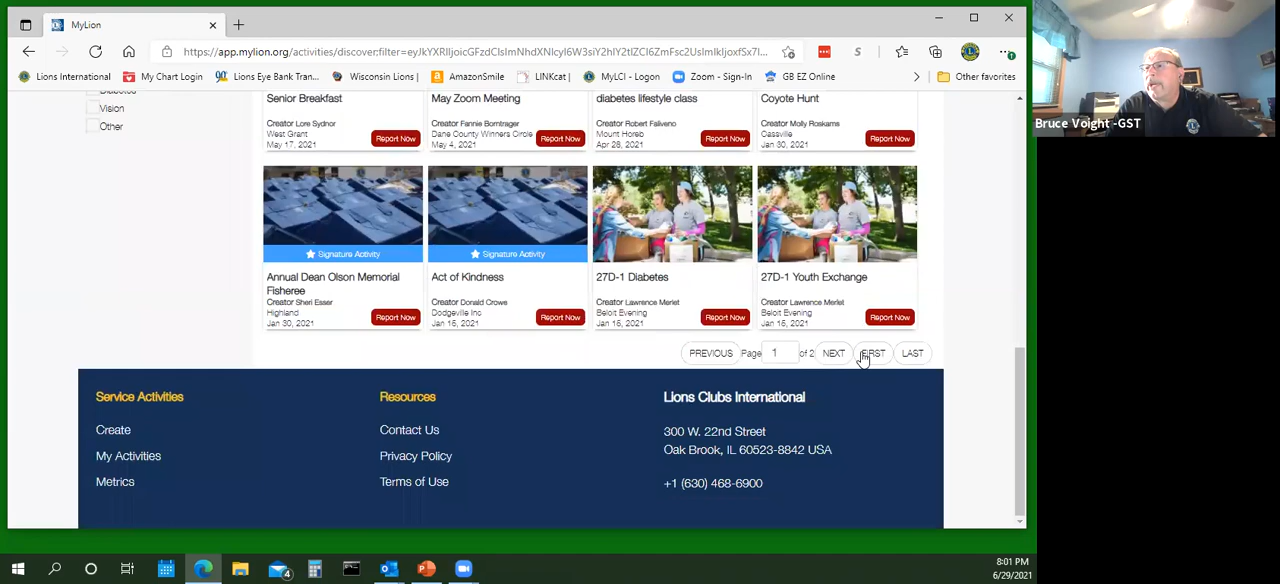 MyLion
https://app.mylion.org/activities/discover;filter=
Lions International
My Chart Login
Lions Eye Bank Tran...
Wisconsin Lions |
AmazonSmile
LINKcat |
MyLCI - Logon
Zoom - Sign-In
GB EZ Online
Other favorites
Bruce Voight -GST
Vision
Other
Senior Breakfast
Creator Lore Sydnor
West Grant
May 17, 2021
Report Now
May Zoom Meeting
Creator Fannie Borntrager
Dane County Winners Circle
May 4, 2021
Report Now
diabetes lifestyle class
Creator Robert Faliveno
Mount Horeb
Apr 28, 2021
Report Now
Coyote Hunt
Creator Molly Roskams
Cassville
Jan 30, 2021
Report Now
Signature Activity
Annual Dean Olson Memorial
Fisheree
Creator Sheri Esser
Highland
Jan 30, 2021
Report Now
Signature Activity
Act of Kindness
Creator Donald Crowe
Dodgeville Inc
Jan 16, 2021
Report Now
27D-1 Diabetes
Creator Lawrence Merlet
Beloit Evening
Jan 16, 2021
Report Now
27D-1 Youth Exchange
Creator Lawrence Merlet
Beloit Evening
Jan 16, 2021
Report Now
PREVIOUS Page 1 of 2 NEXT FIRST LAST
Service Activities
Create
My Activities
Metrics
Resources
Contact Us
Privacy Policy
Terms of Use
Lions Clubs International
300 W. 22nd Street
Oak Brook, IL 60523-8842 USA
+1 (630) 468-6900
4
8:01 PM
6/29/2021